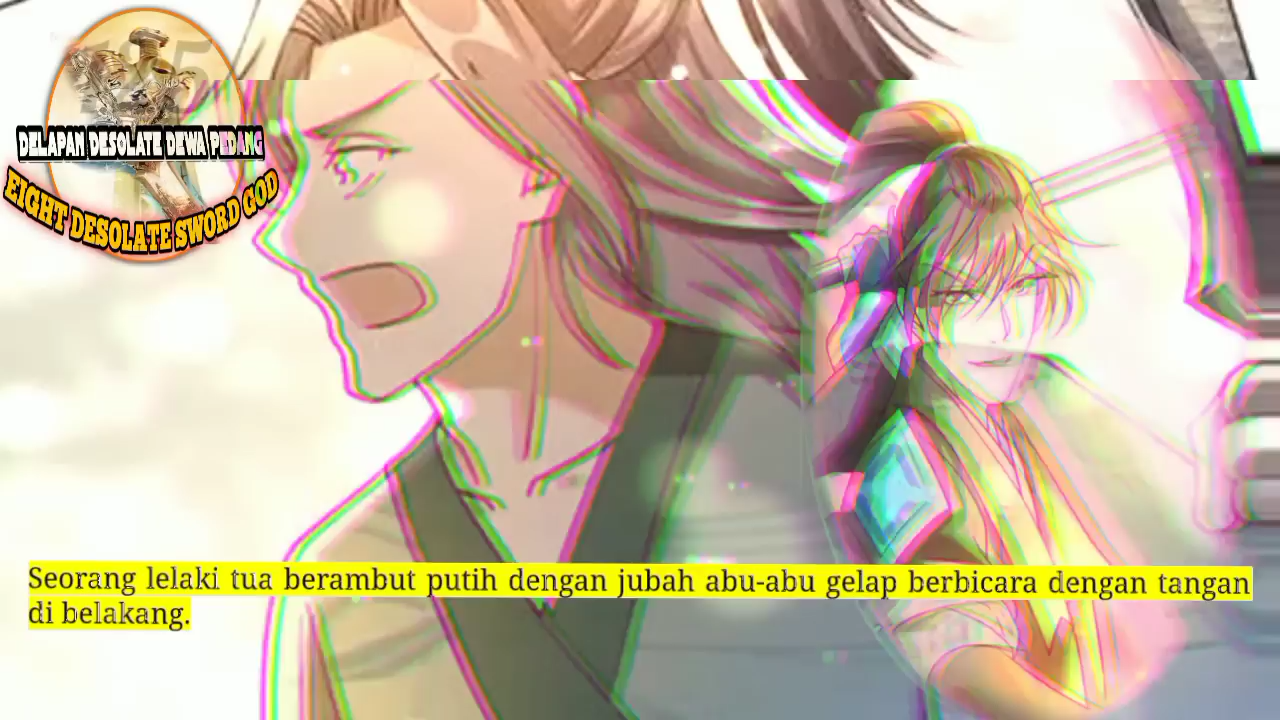 DELAPAN DESOLATE DEWA PEDANG
EIGHT DESOLATE SWORD GOD
Seorang lelaki tua berambut putih dengan jubah abu-abu gelap berbicara dengan tangan
di belakang.